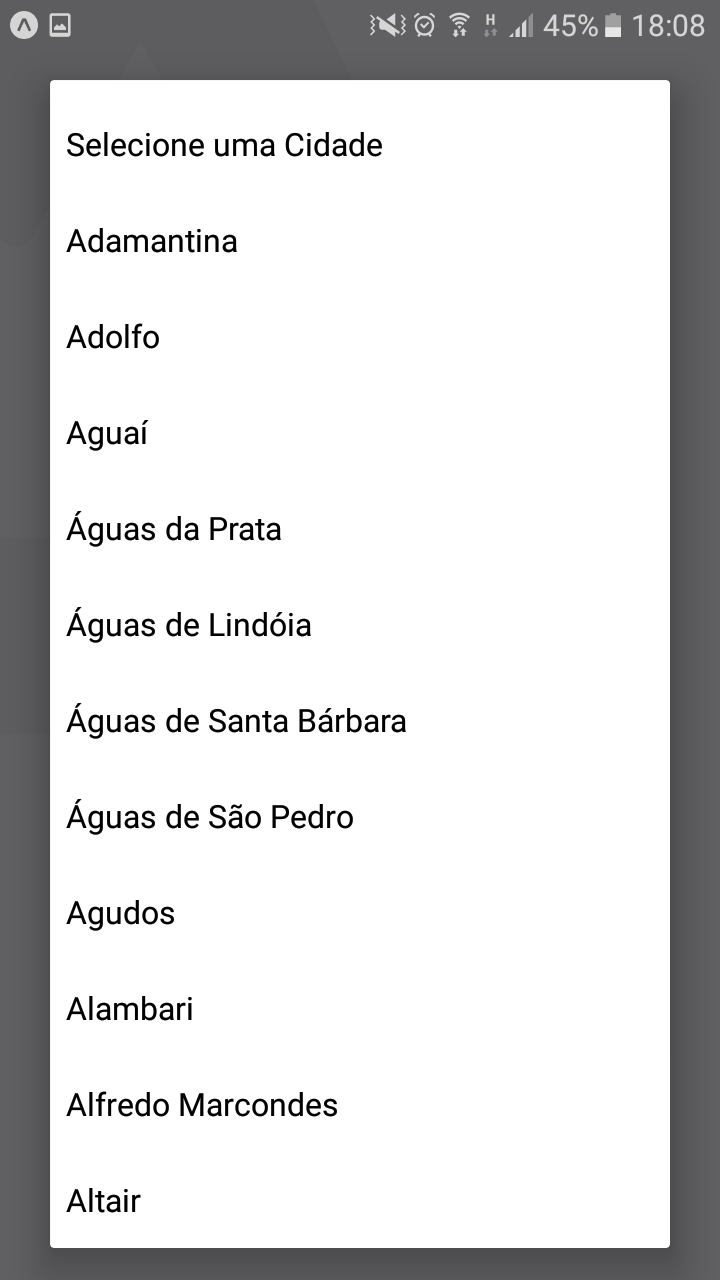 H 45% 18:08
Selecione uma Cidade
Adamantina
Adolfo
Aguaí
Águas da Prata
Águas de Lindóia
Águas de Santa Bárbara
Águas de São Pedro
Agudos
Alambari
Alfredo Marcondes
Altair